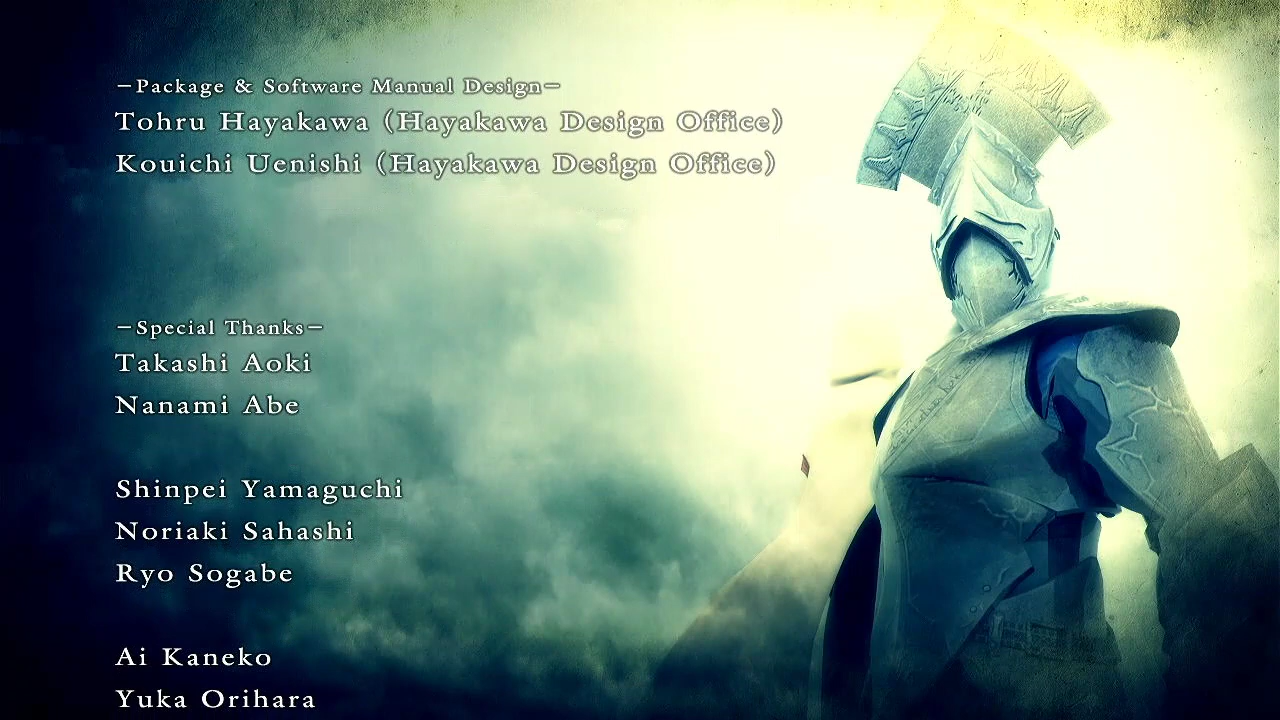 －Package & Software Manual Design－
Tohru Hayakawa (Hayakawa Design Office)
Kouichi Uenishi (Hayakawa Design Office)
－Special Thanks－
Takashi Aoki
Nanami Abe
Shinpei Yamaguchi
Noriaki Sahashi
Ryo Sogabe
Ai Kaneko
Yuka Orihara